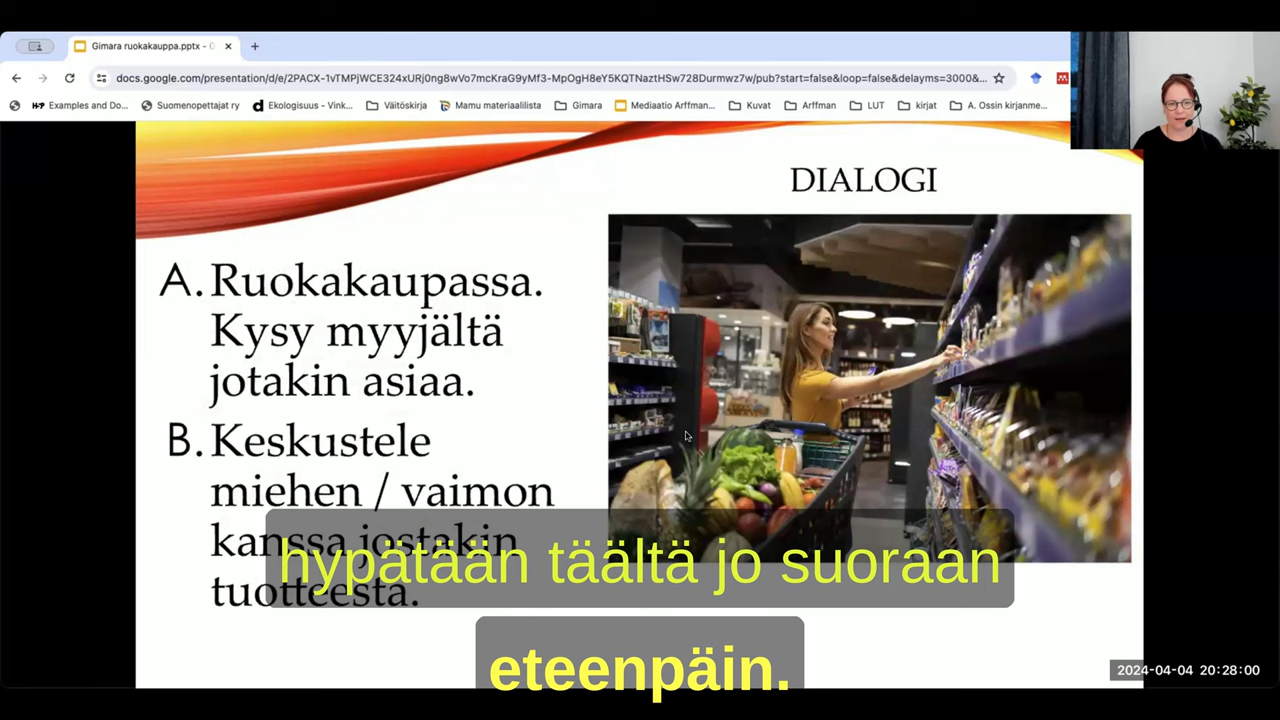 Gimara ruokakauppa.pptx - G
docs.google.com/presentation/d/e/2PACX-1vTMPjWCE324xURj0ng8wVo7mcKraG9yMf3-MpOgH8eY5KQTNaztHSw728Durmwz7w/pub?start=false&loop=false&delayms=3000&...
H-P Examples and Do... Suomenopettajat ry d Ekologisuus - Vink... Väitöskirja Mamu materiaalilista Gimara Mediaatio Arffman... Kuvat Arffman LUT kirjat A. Ossin kirjanme...
DIALOGI
A. Ruokakaupassa.
Kysy myyjältä
jotakin asiaa.
B. Keskustele
miehen / vaimon
kanssa jostakin
tuotteesta.
hypätään täältä jo suoraan
eteenpäin.
2024-04-04 20:28:00